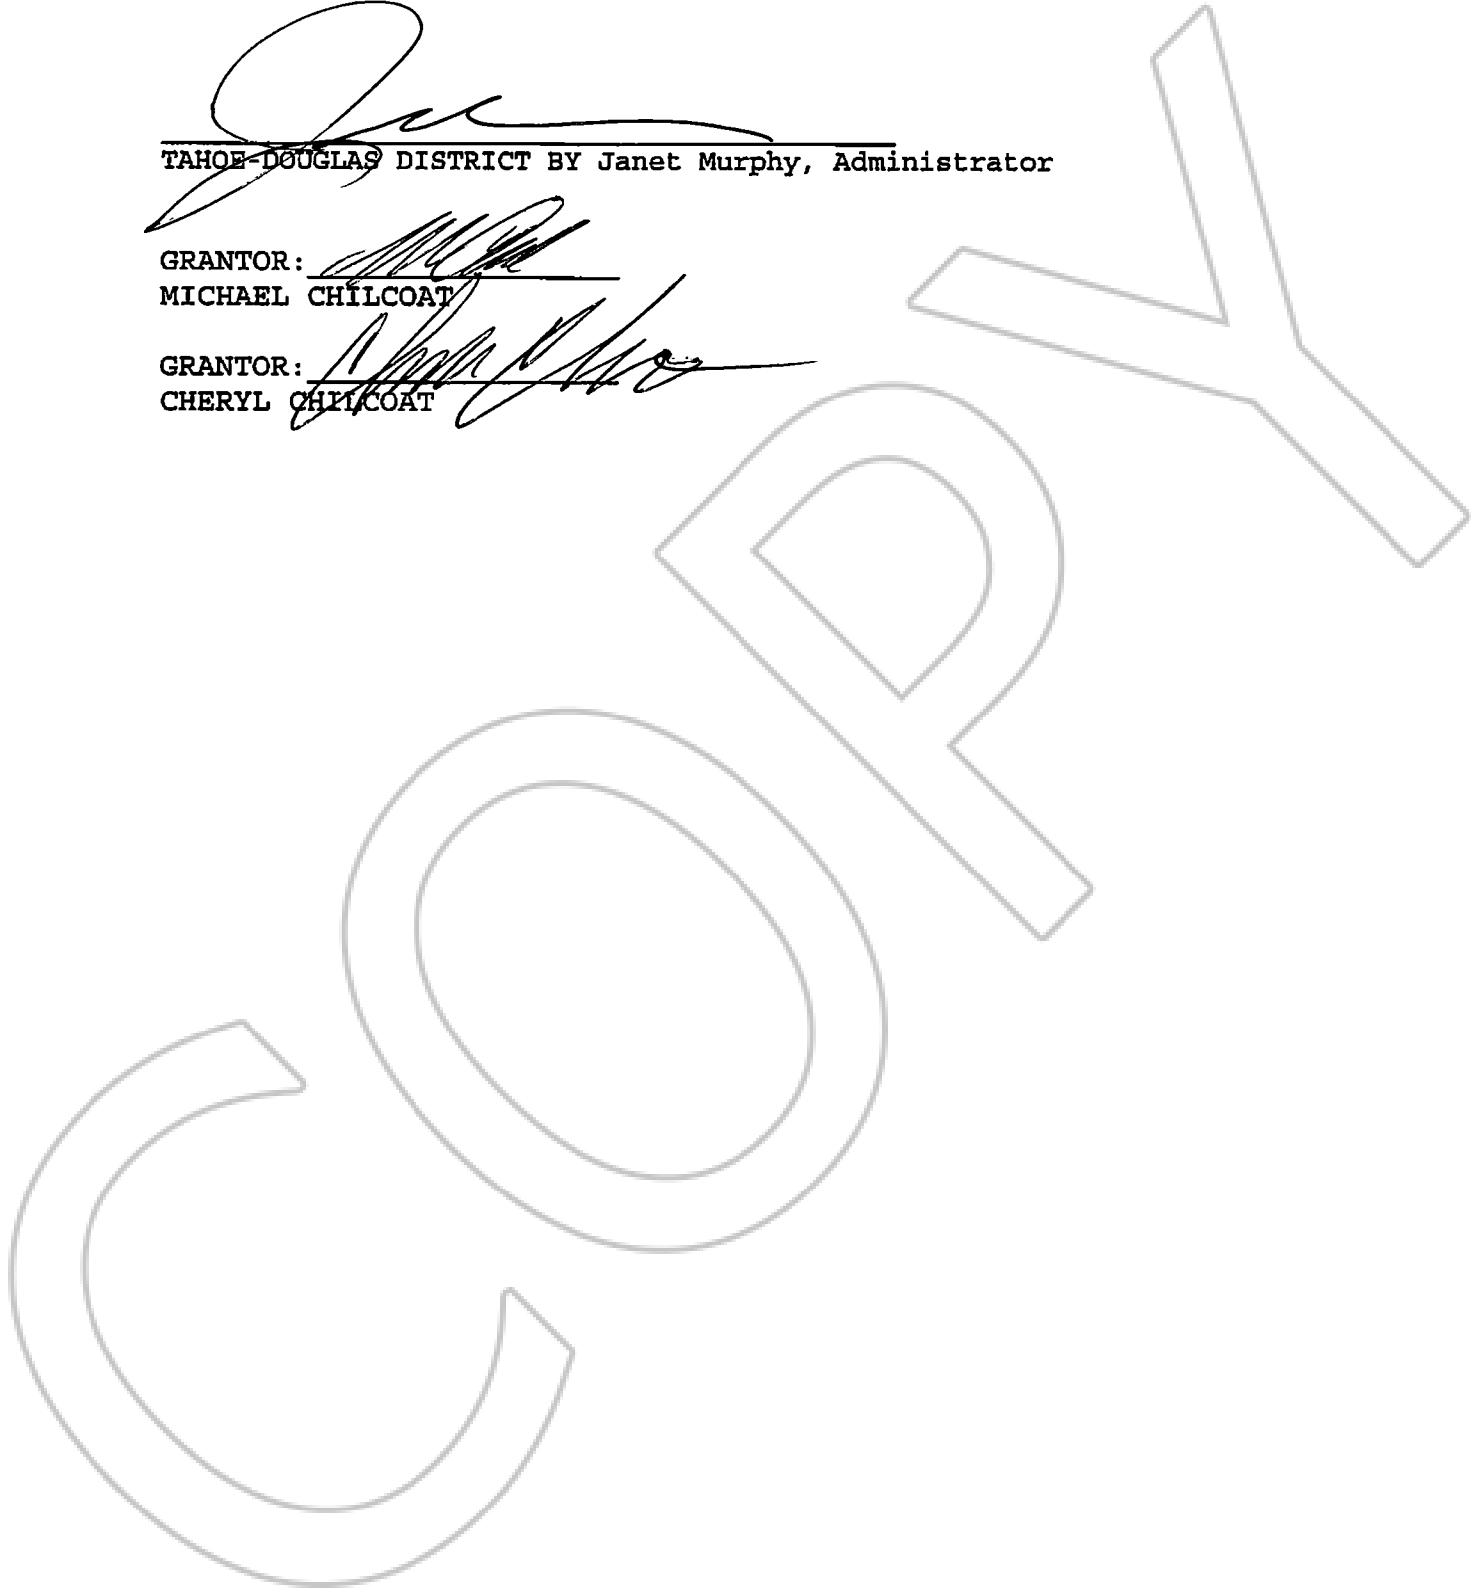 TAHOE-DOUGLAS DISTRICT BY Janet Murphy, Administrator
GRANTOR:
MICHAEL CHILCOAT
GRANTOR:
CHERYL CHILCOAT
COPY